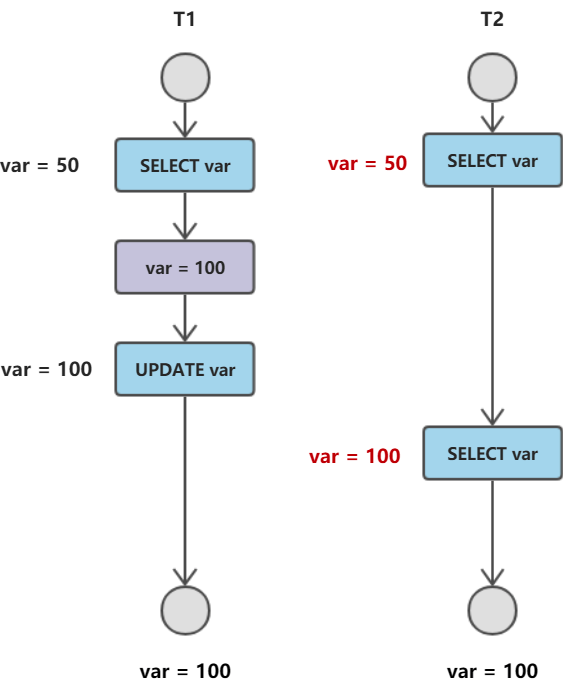 T1
T2
var = 50
SELECT var
var = 50
SELECT var
var = 100
var = 100
UPDATE var
var = 100
SELECT var
var = 100
var = 100